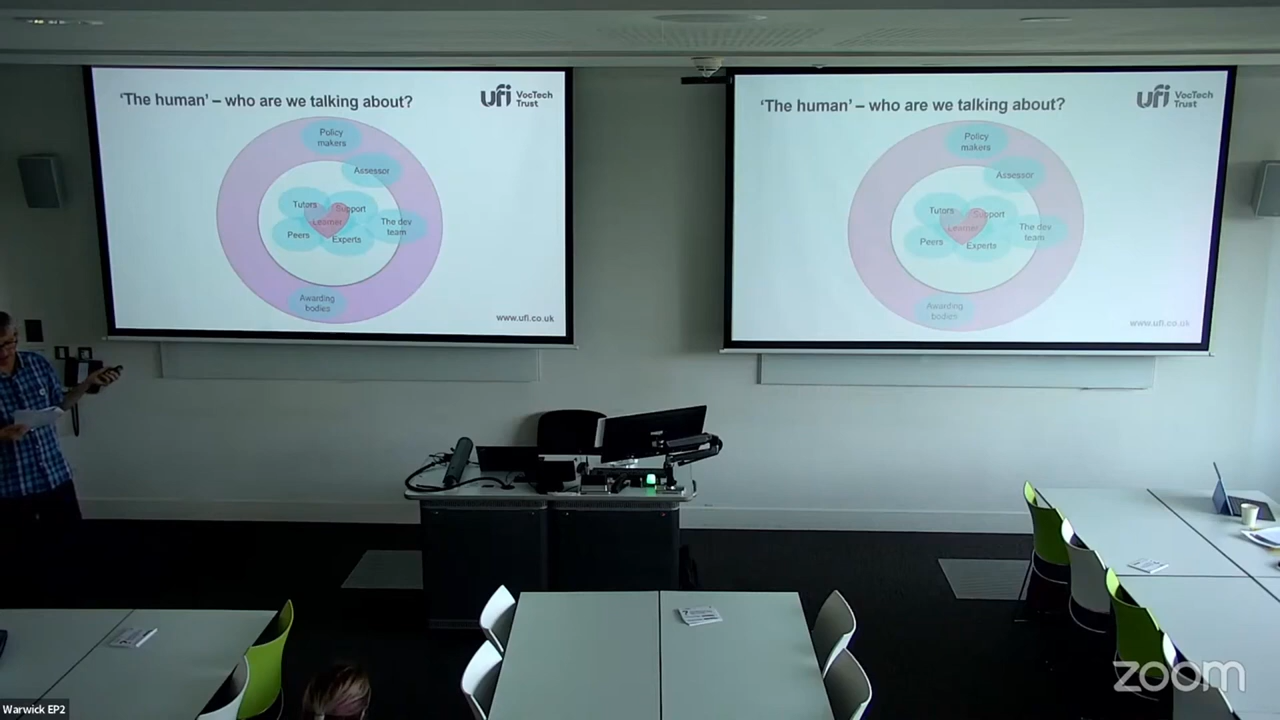 ‘The human’ – who are we talking about?
ufi VocTech
Trust
Policy
makers
Assessor
Tutors
Support
Learner
The dev
team
Peers
Experts
Awarding
bodies
www.ufi.co.uk
‘The human’ – who are we talking about?
ufi VocTech
Trust
Policy
makers
Assessor
Tutors
Support
Learner
The dev
team
Peers
Experts
Awarding
bodies
www.ufi.co.uk
zoom
Warwick EP2